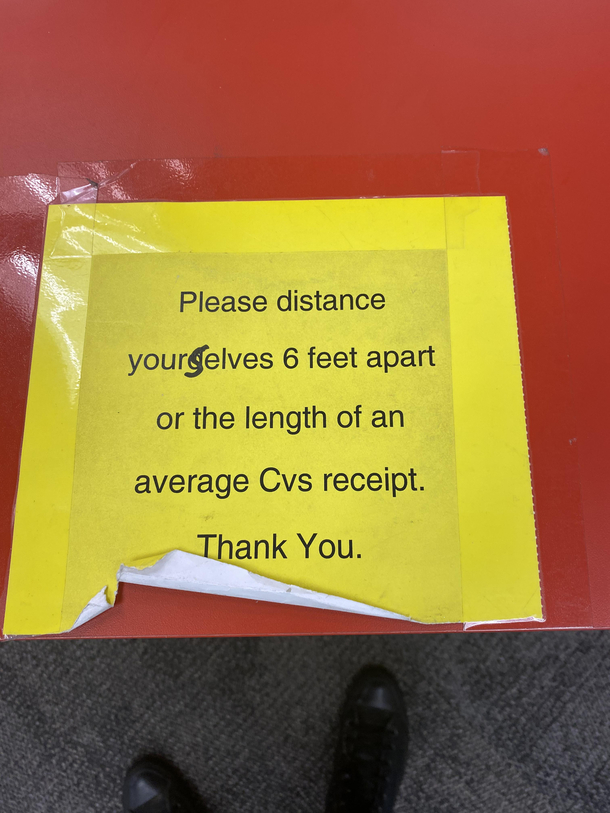 Please distance
yourselves 6 feet apart
or the length of an
average Cvs receipt.
Thank You.